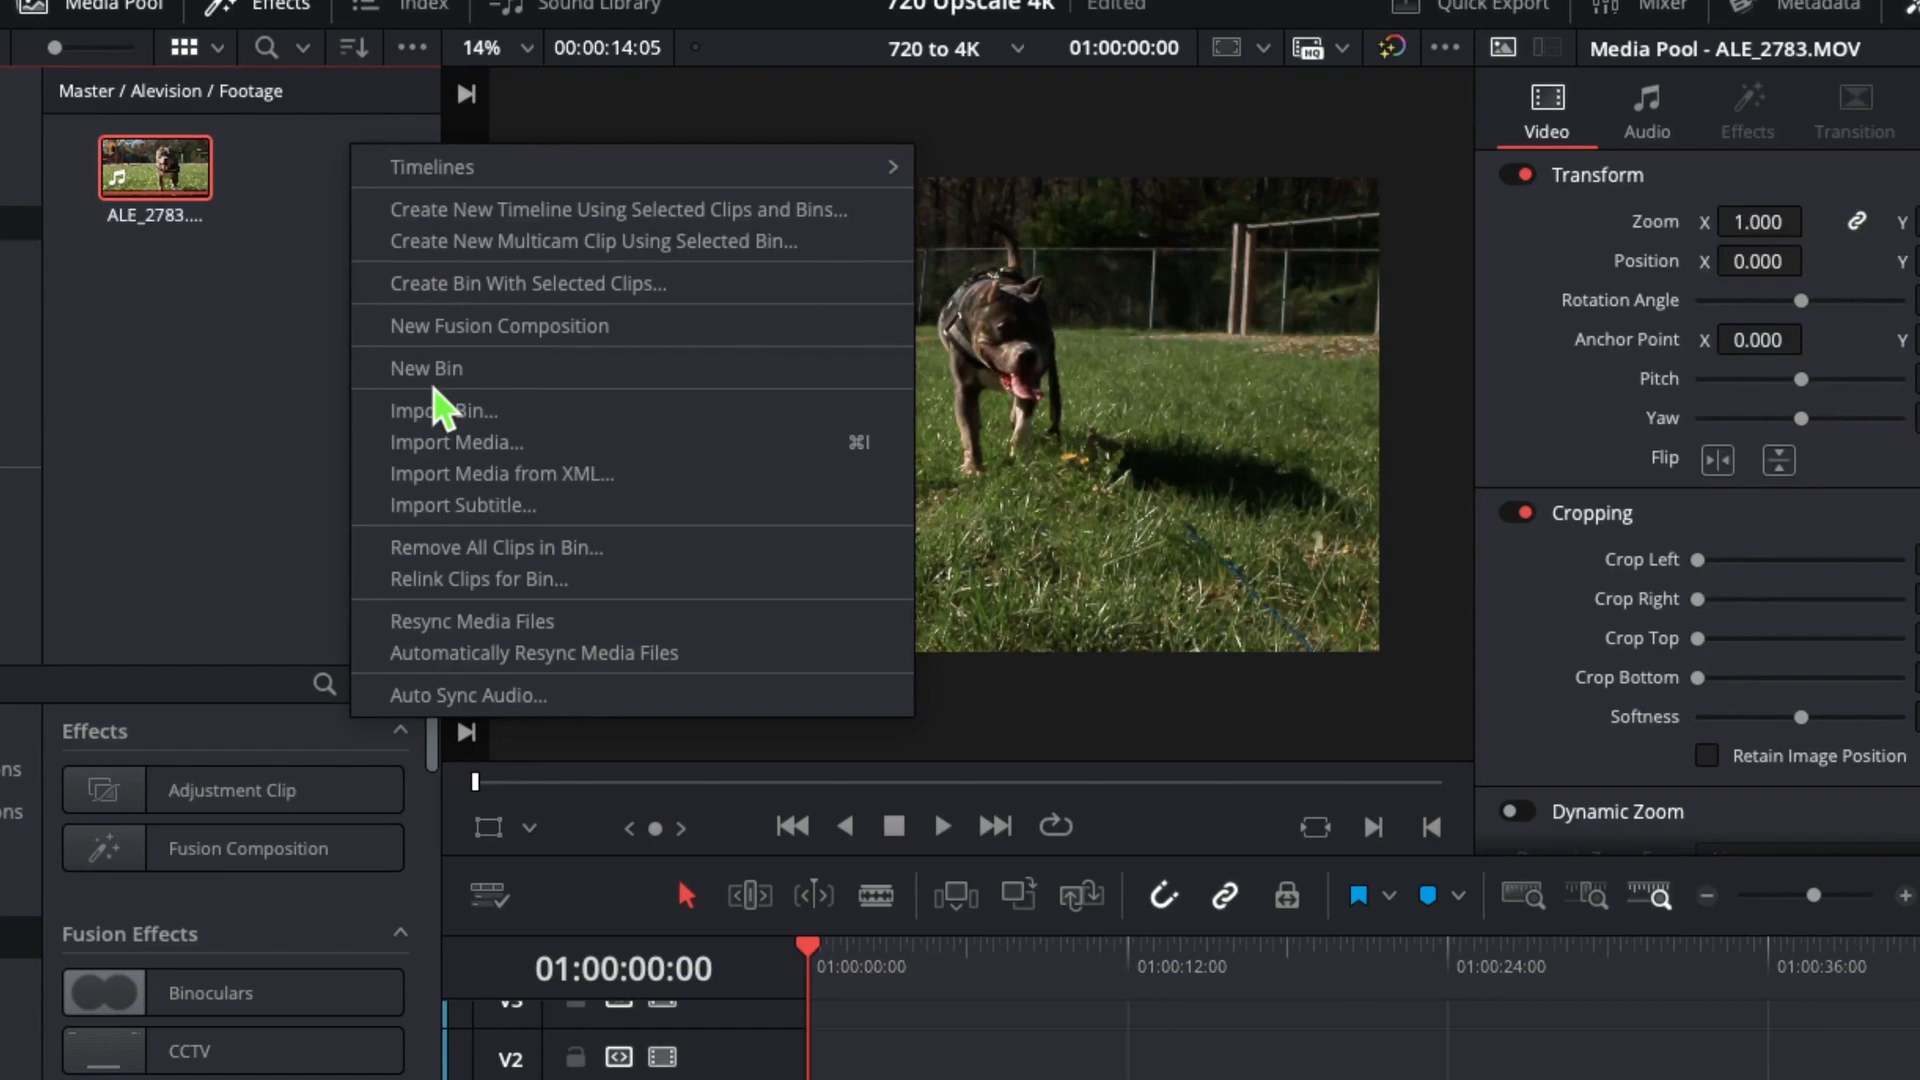 Media Pool
Effects
Index
Sound Library
720 Upscale 4K
Edited
Quick Export
Mixer
Metadata
14%
00:00:14:05
720 to 4K
01:00:00:00
Media Pool - ALE_2783.MOV
Master / Alevision / Footage
ALE_2783....
Timelines
Create New Timeline Using Selected Clips and Bins...
Create New Multicam Clip Using Selected Bin...
Create Bin With Selected Clips...
New Fusion Composition
New Bin
Import Bin...
Import Media... ⌘I
Import Media from XML...
Import Subtitle...
Remove All Clips in Bin...
Relink Clips for Bin...
Resync Media Files
Automatically Resync Media Files
Auto Sync Audio...
Video
Audio
Effects
Transition
Transform
Zoom X 1.000 Y
Position X 0.000 Y
Rotation Angle
Anchor Point X 0.000 Y
Pitch
Yaw
Flip
Cropping
Crop Left
Crop Right
Crop Top
Crop Bottom
Softness
Retain Image Position
Dynamic Zoom
Effects
Adjustment Clip
Fusion Composition
Fusion Effects
Binoculars
CCTV
ns
ons
01:00:00:00
01:00:00:00
01:00:12:00
01:00:24:00
01:00:36:00
V3
V2